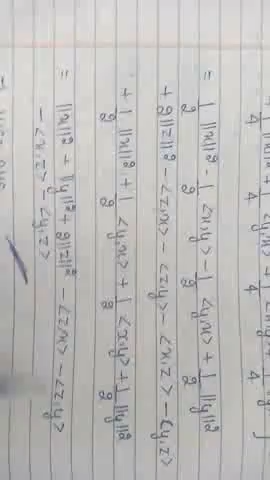 = 1/2 ||x||² - 1/2 <x,y> - 1/2 <y,x> + 1/2 ||y||²
+ 2||z||² - <z,x> - <z,y> - <x,z> - <y,z>
+ 1/2 ||x||² + 1/2 <y,x> + 1/2 <x,y> + 1/2 ||y||²
= ||x||² + ||y||² + 2||z||² - <z,x> - <z,y>
- <x,z> - <y,z>